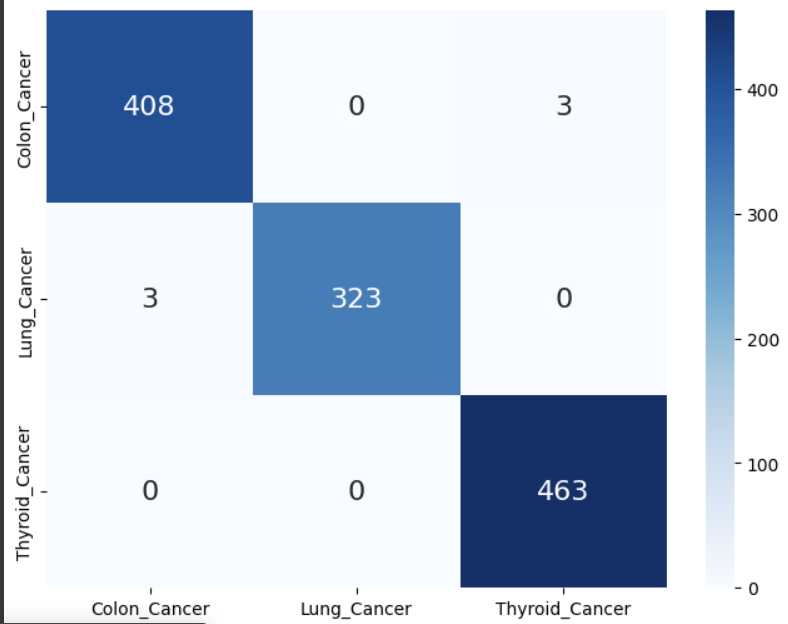 Colon_Cancer
408 0 3
Lung_Cancer
3 323 0
Thyroid_Cancer
0 0 463
Colon_Cancer Lung_Cancer Thyroid_Cancer
400
300
200
100
0